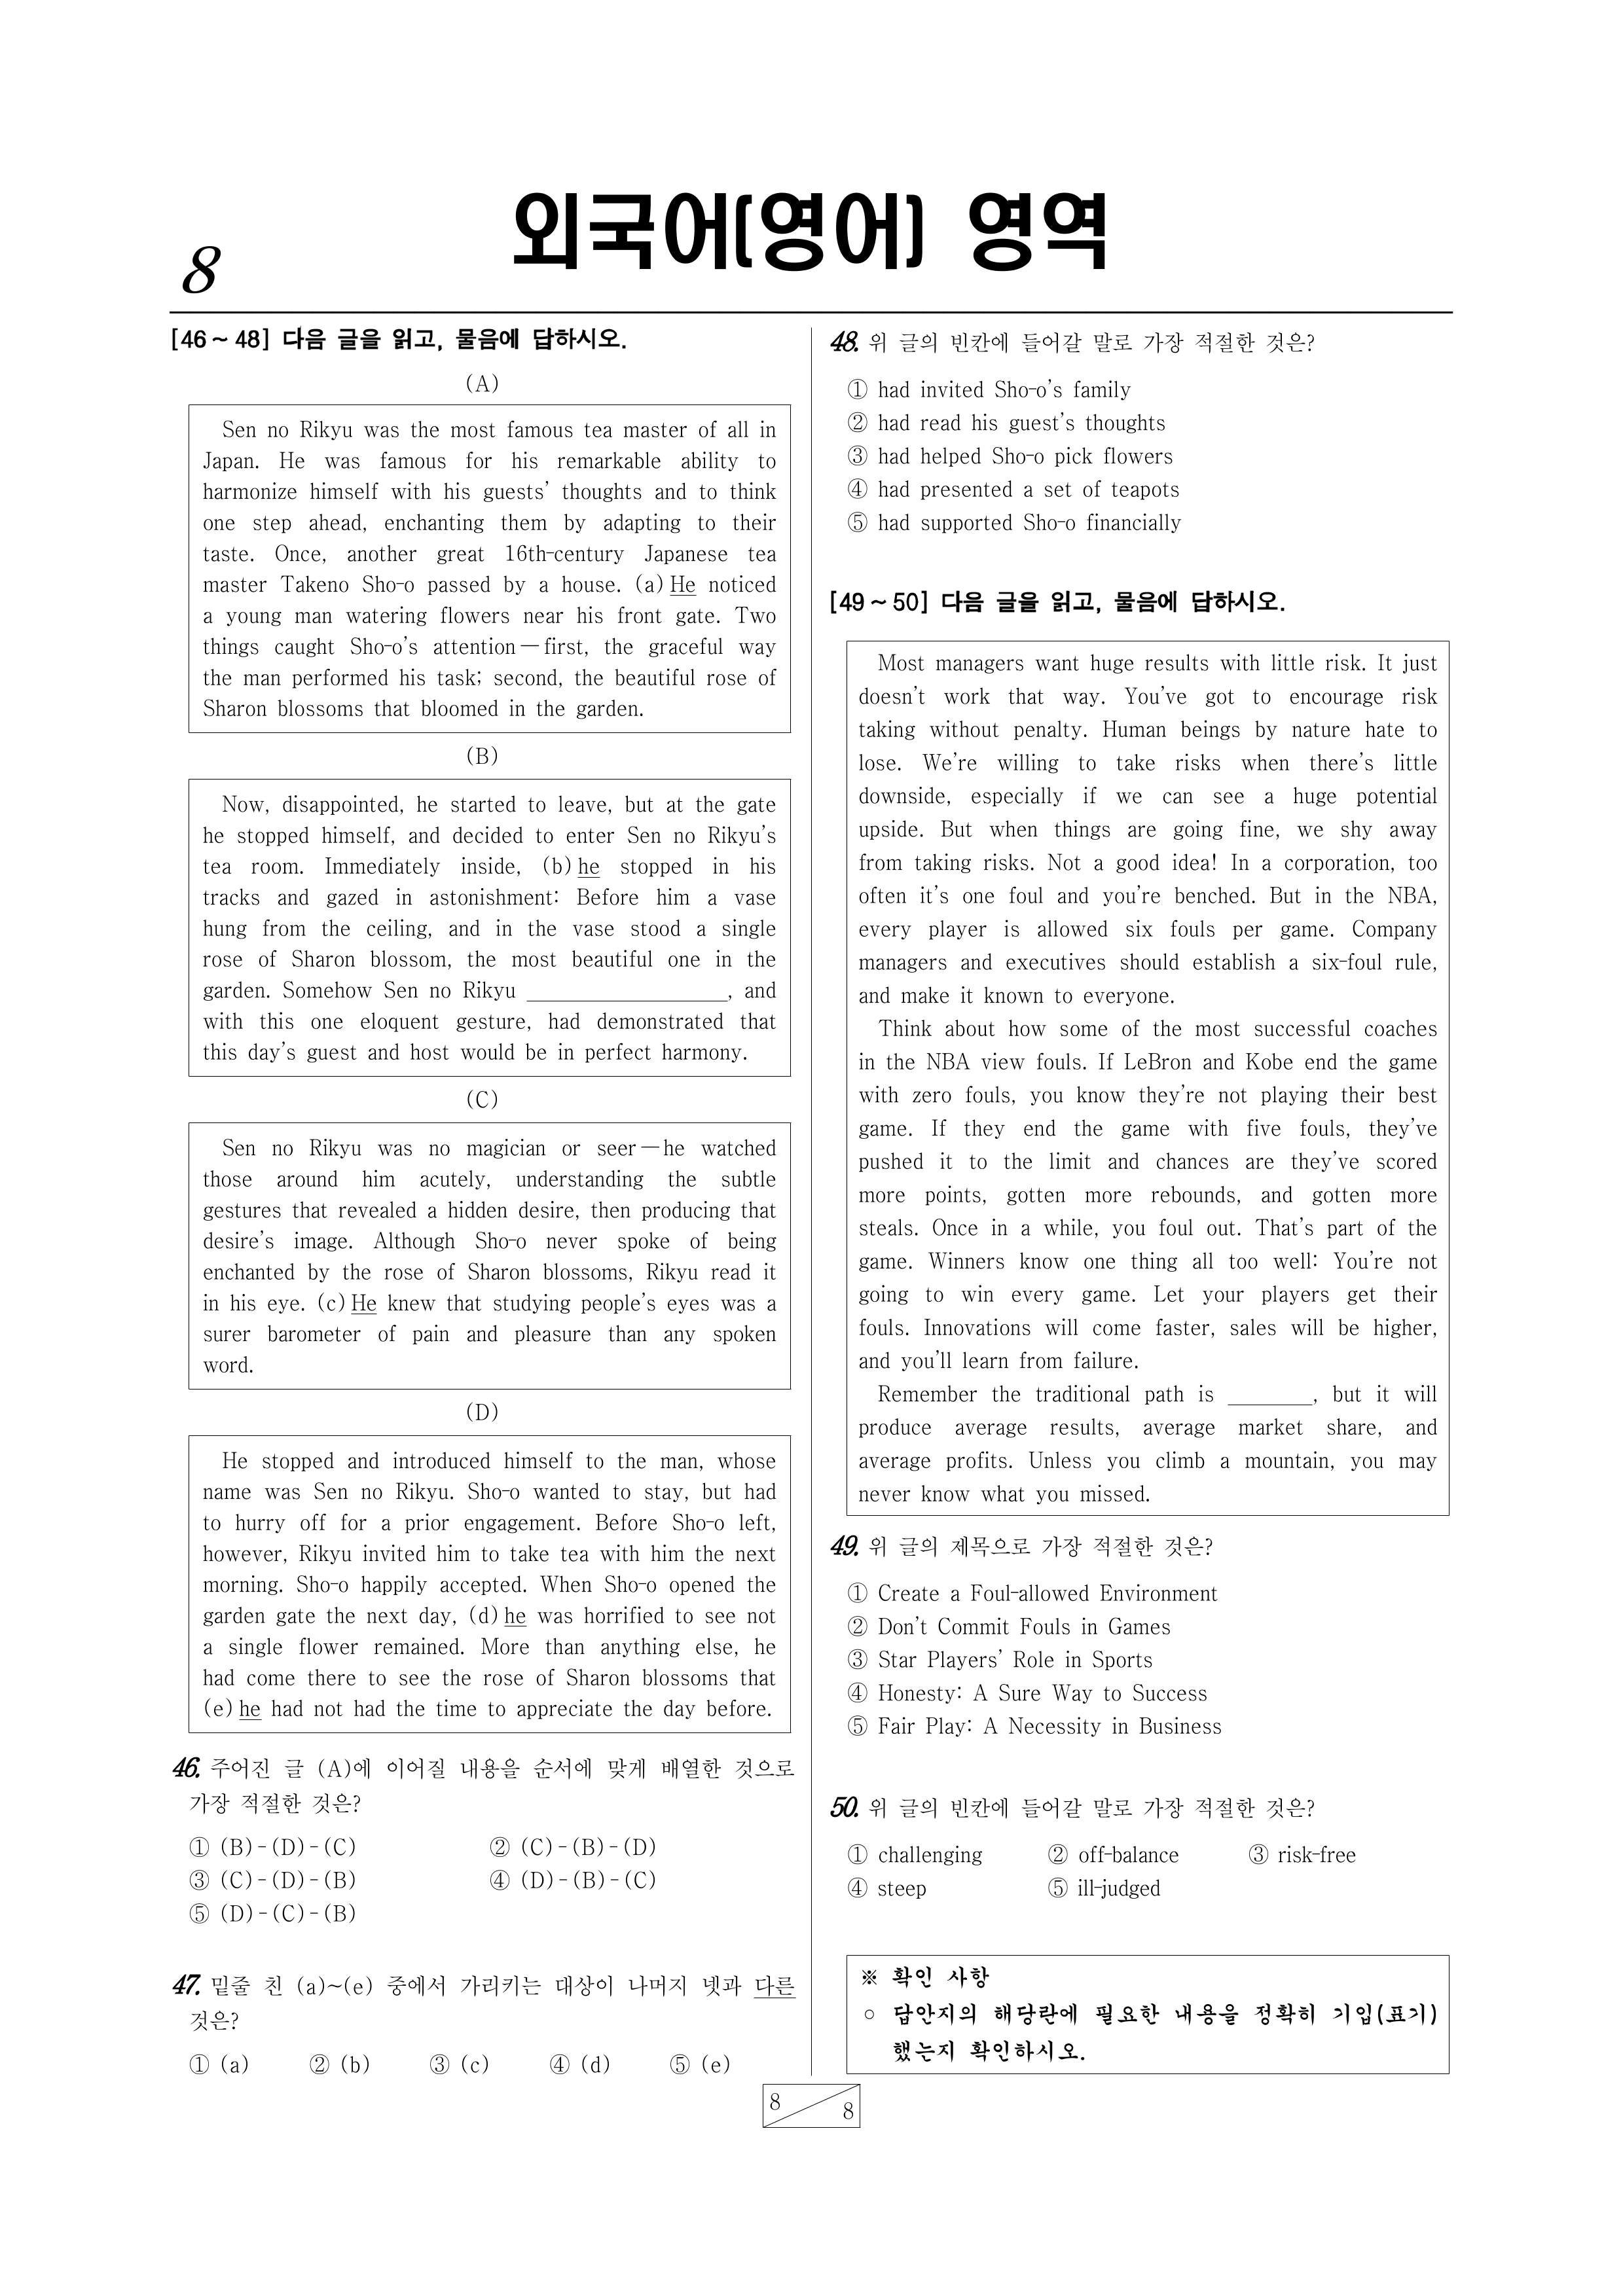 8
외국어(영어) 영역
[46~48] 다음 글을 읽고, 물음에 답하시오.
(A)
Sen no Rikyu was the most famous tea master of all in
Japan. He was famous for his remarkable ability to
harmonize himself with his guests’ thoughts and to think
one step ahead, enchanting them by adapting to their
taste. Once, another great 16th-century Japanese tea
master Takeno Sho-o passed by a house. (a) He noticed
a young man watering flowers near his front gate. Two
things caught Sho-o’s attention—first, the graceful way
the man performed his task; second, the beautiful rose of
Sharon blossoms that bloomed in the garden.
(B)
Now, disappointed, he started to leave, but at the gate
he stopped himself, and decided to enter Sen no Rikyu’s
tea room. Immediately inside, (b) he stopped in his
tracks and gazed in astonishment: Before him a vase
hung from the ceiling, and in the vase stood a single
rose of Sharon blossom, the most beautiful one in the
garden. Somehow Sen no Rikyu ________________, and
with this one eloquent gesture, had demonstrated that
this day’s guest and host would be in perfect harmony.
(C)
Sen no Rikyu was no magician or seer—he watched
those around him acutely, understanding the subtle
gestures that revealed a hidden desire, then producing that
desire’s image. Although Sho-o never spoke of being
enchanted by the rose of Sharon blossoms, Rikyu read it
in his eye. (c) He knew that studying people’s eyes was a
surer barometer of pain and pleasure than any spoken
word.
(D)
He stopped and introduced himself to the man, whose
name was Sen no Rikyu. Sho-o wanted to stay, but had
to hurry off for a prior engagement. Before Sho-o left,
however, Rikyu invited him to take tea with him the next
morning. Sho-o happily accepted. When Sho-o opened the
garden gate the next day, (d) he was horrified to see not
a single flower remained. More than anything else, he
had come there to see the rose of Sharon blossoms that
(e) he had not had the time to appreciate the day before.
46. 주어진 글 (A)에 이어질 내용을 순서에 맞게 배열한 것으로
가장 적절한 것은?
① (B)-(D)-(C) ② (C)-(B)-(D)
③ (C)-(D)-(B) ④ (D)-(B)-(C)
⑤ (D)-(C)-(B)
47. 밑줄 친 (a)~(e) 중에서 가리키는 대상이 나머지 넷과 다른
것은?
① (a) ② (b) ③ (c) ④ (d) ⑤ (e)
48. 위 글의 빈칸에 들어갈 말로 가장 적절한 것은?
① had invited Sho-o’s family
② had read his guest’s thoughts
③ had helped Sho-o pick flowers
④ had presented a set of teapots
⑤ had supported Sho-o financially
[49~50] 다음 글을 읽고, 물음에 답하시오.
Most managers want huge results with little risk. It just
doesn’t work that way. You’ve got to encourage risk
taking without penalty. Human beings by nature hate to
lose. We’re willing to take risks when there’s little
downside, especially if we can see a huge potential
upside. But when things are going fine, we shy away
from taking risks. Not a good idea! In a corporation, too
often it’s one foul and you’re benched. But in the NBA,
every player is allowed six fouls per game. Company
managers and executives should establish a six-foul rule,
and make it known to everyone.
Think about how some of the most successful coaches
in the NBA view fouls. If LeBron and Kobe end the game
with zero fouls, you know they’re not playing their best
game. If they end the game with five fouls, they’ve
pushed it to the limit and chances are they’ve scored
more points, gotten more rebounds, and gotten more
steals. Once in a while, you foul out. That’s part of the
game. Winners know one thing all too well: You’re not
going to win every game. Let your players get their
fouls. Innovations will come faster, sales will be higher,
and you’ll learn from failure.
Remember the traditional path is _______, but it will
produce average results, average market share, and
average profits. Unless you climb a mountain, you may
never know what you missed.
49. 위 글의 제목으로 가장 적절한 것은?
① Create a Foul-allowed Environment
② Don’t Commit Fouls in Games
③ Star Players’ Role in Sports
④ Honesty: A Sure Way to Success
⑤ Fair Play: A Necessity in Business
50. 위 글의 빈칸에 들어갈 말로 가장 적절한 것은?
① challenging ② off-balance ③ risk-free
④ steep ⑤ ill-judged
※ 확인 사항
○ 답안지의 해당란에 필요한 내용을 정확히 기입(표기)
했는지 확인하시오.
8 8